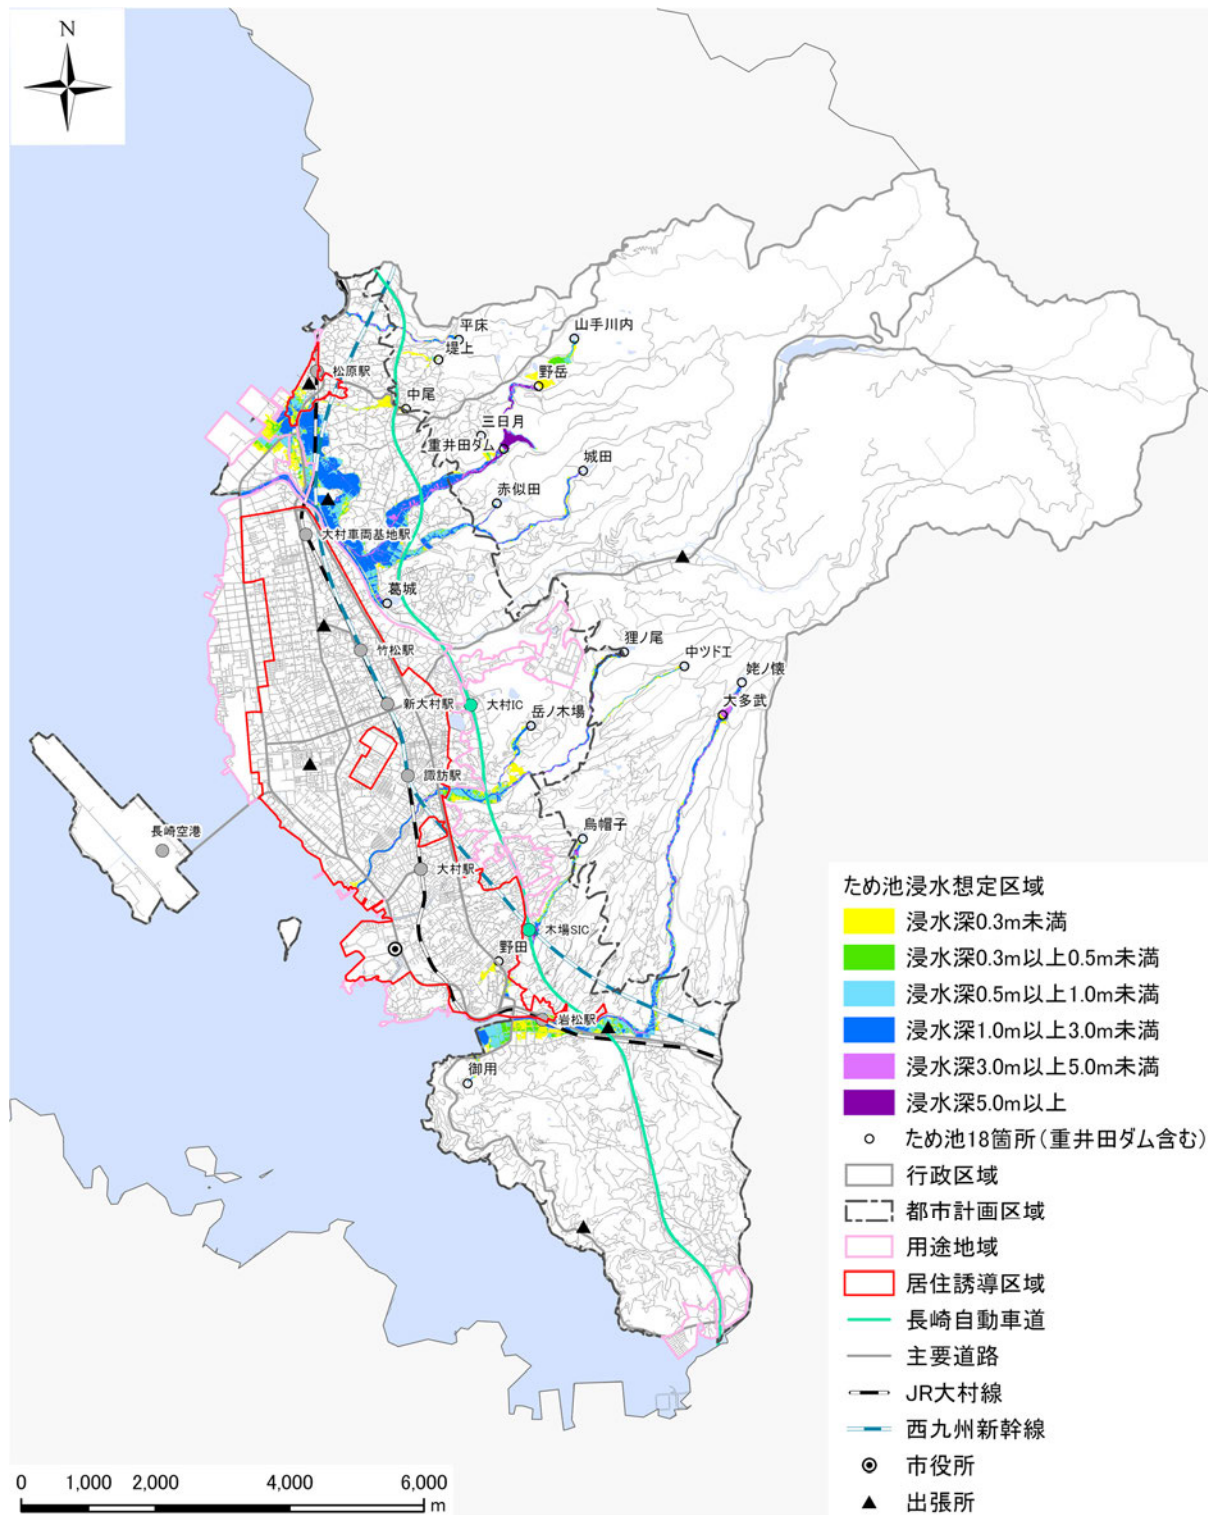 N
平床
山手川内
堤上
松原駅
野岳
中尾
三日月
重井田ダム
城田
赤似田
大村車両基地駅
葛城
狸ノ尾
竹松駅
中ツドエ
姥ノ懐
新大村駅
大村IC
大多武
岳ノ木場
諏訪駅
烏帽子
長崎空港
大村駅
木場SIC
野田
岩松駅
御用
ため池浸水想定区域
浸水深0.3m未満
浸水深0.3m以上0.5m未満
浸水深0.5m以上1.0m未満
浸水深1.0m以上3.0m未満
浸水深3.0m以上5.0m未満
浸水深5.0m以上
ため池18箇所(重井田ダム含む)
行政区域
都市計画区域
用途地域
居住誘導区域
長崎自動車道
主要道路
JR大村線
西九州新幹線
市役所
出張所
0 1,000 2,000 4,000 6,000
m